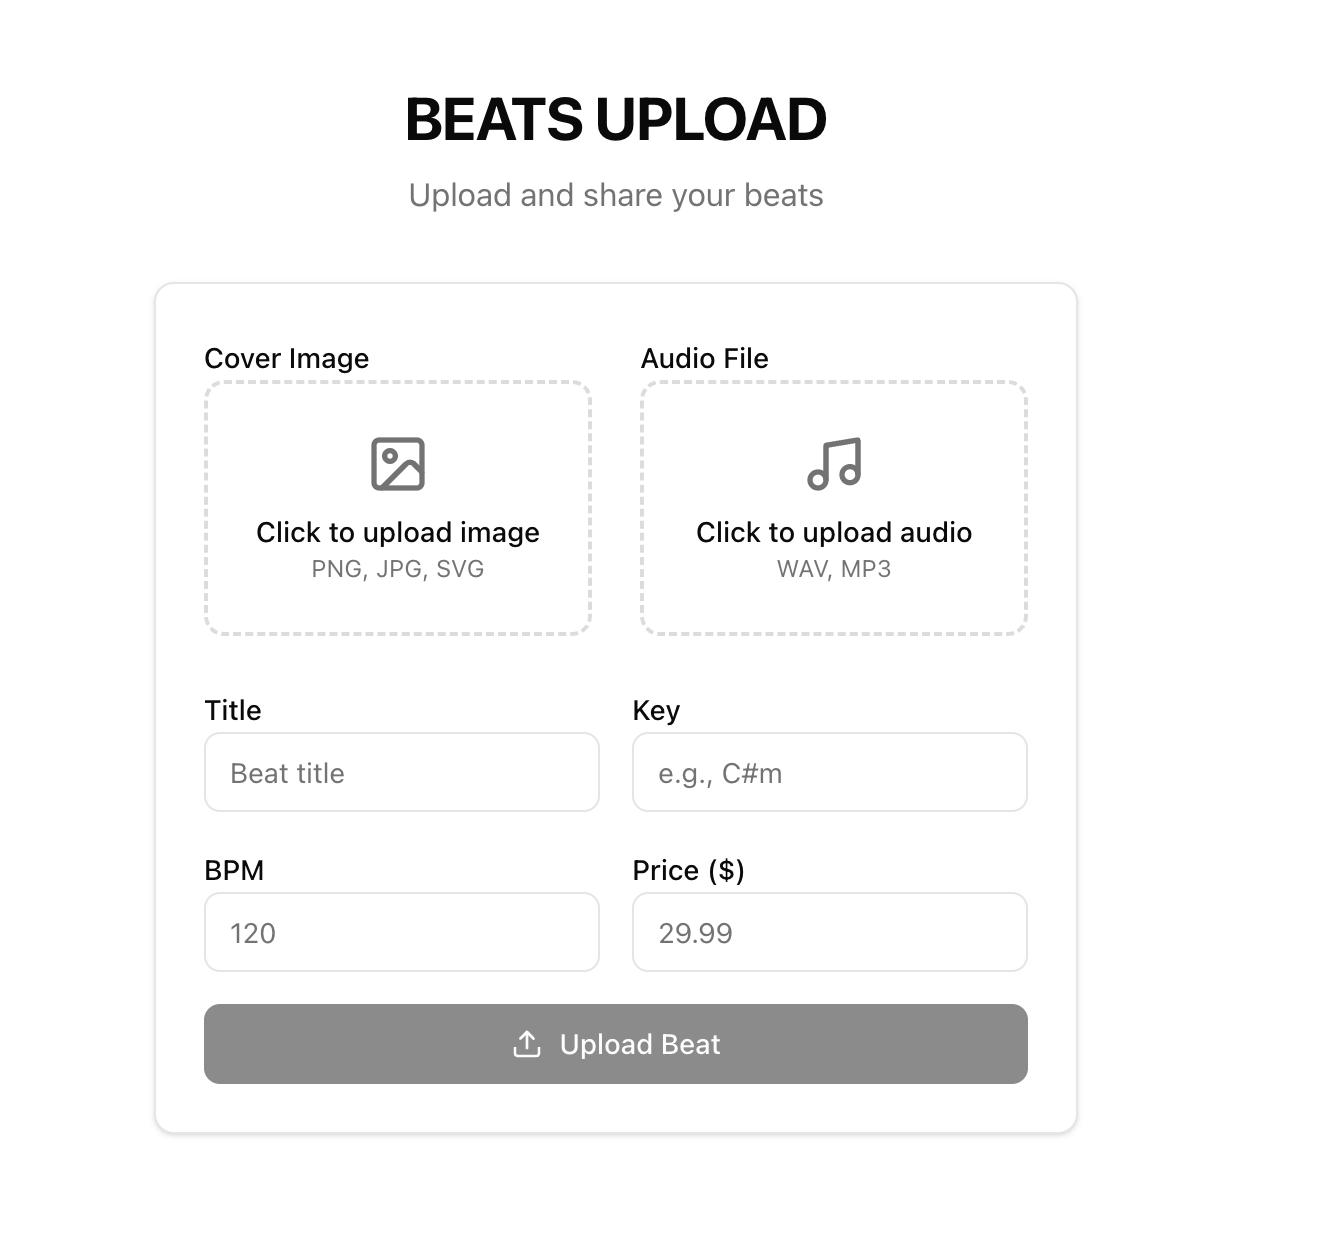 BEATS UPLOAD
Upload and share your beats
Cover Image
Audio File
Click to upload image
PNG, JPG, SVG
Click to upload audio
WAV, MP3
Title
Key
Beat title
e.g., C#m
BPM
Price ($)
120
29.99
Upload Beat